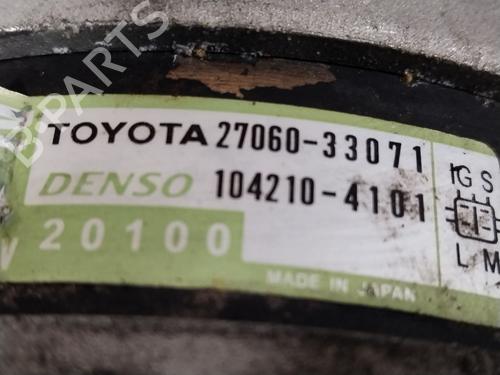 TOYOTA 27060-33071
DENSO 104210-4101
V 20100
MADE IN JAPAN
IG S
L M
B-PARTS